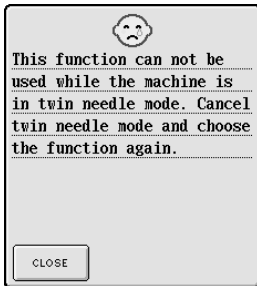 This function can not be
used while the machine is
in twin needle mode. Cancel
twin needle mode and choose
the function again.
CLOSE